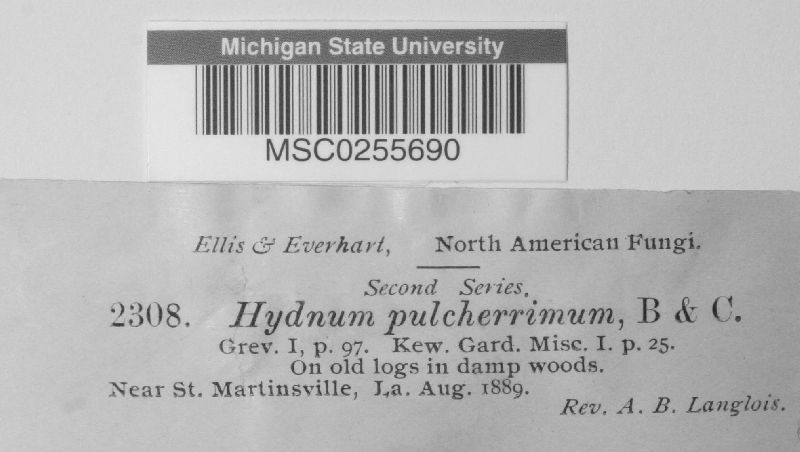 Michigan State University
MSC0255690
Ellis & Everhart, North American Fungi.
Second Series.
2308. Hydnum pulcherrimum, B & C.
Grev. I, p. 97. Kew. Gard. Misc. I. p. 25.
On old logs in damp woods.
Near St. Martinsville, La. Aug. 1889.
Rev. A. B. Langlois.